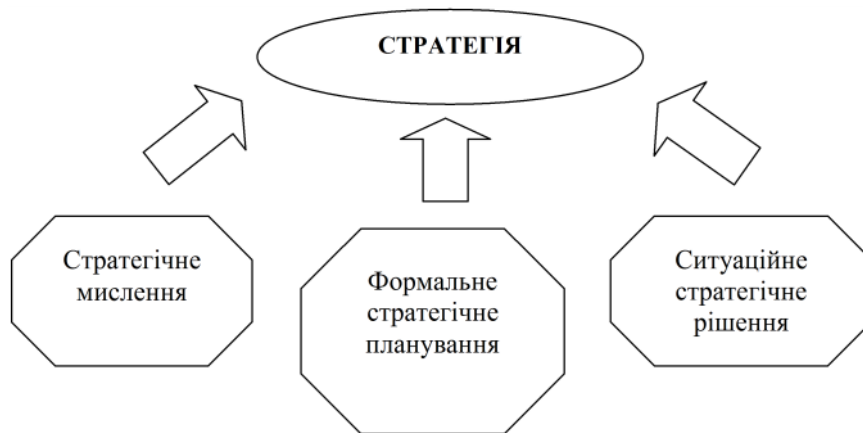 СТРАТЕГІЯ
Стратегічне
мислення
Формальне
стратегічне
планування
Ситуаційне
стратегічне
рішення